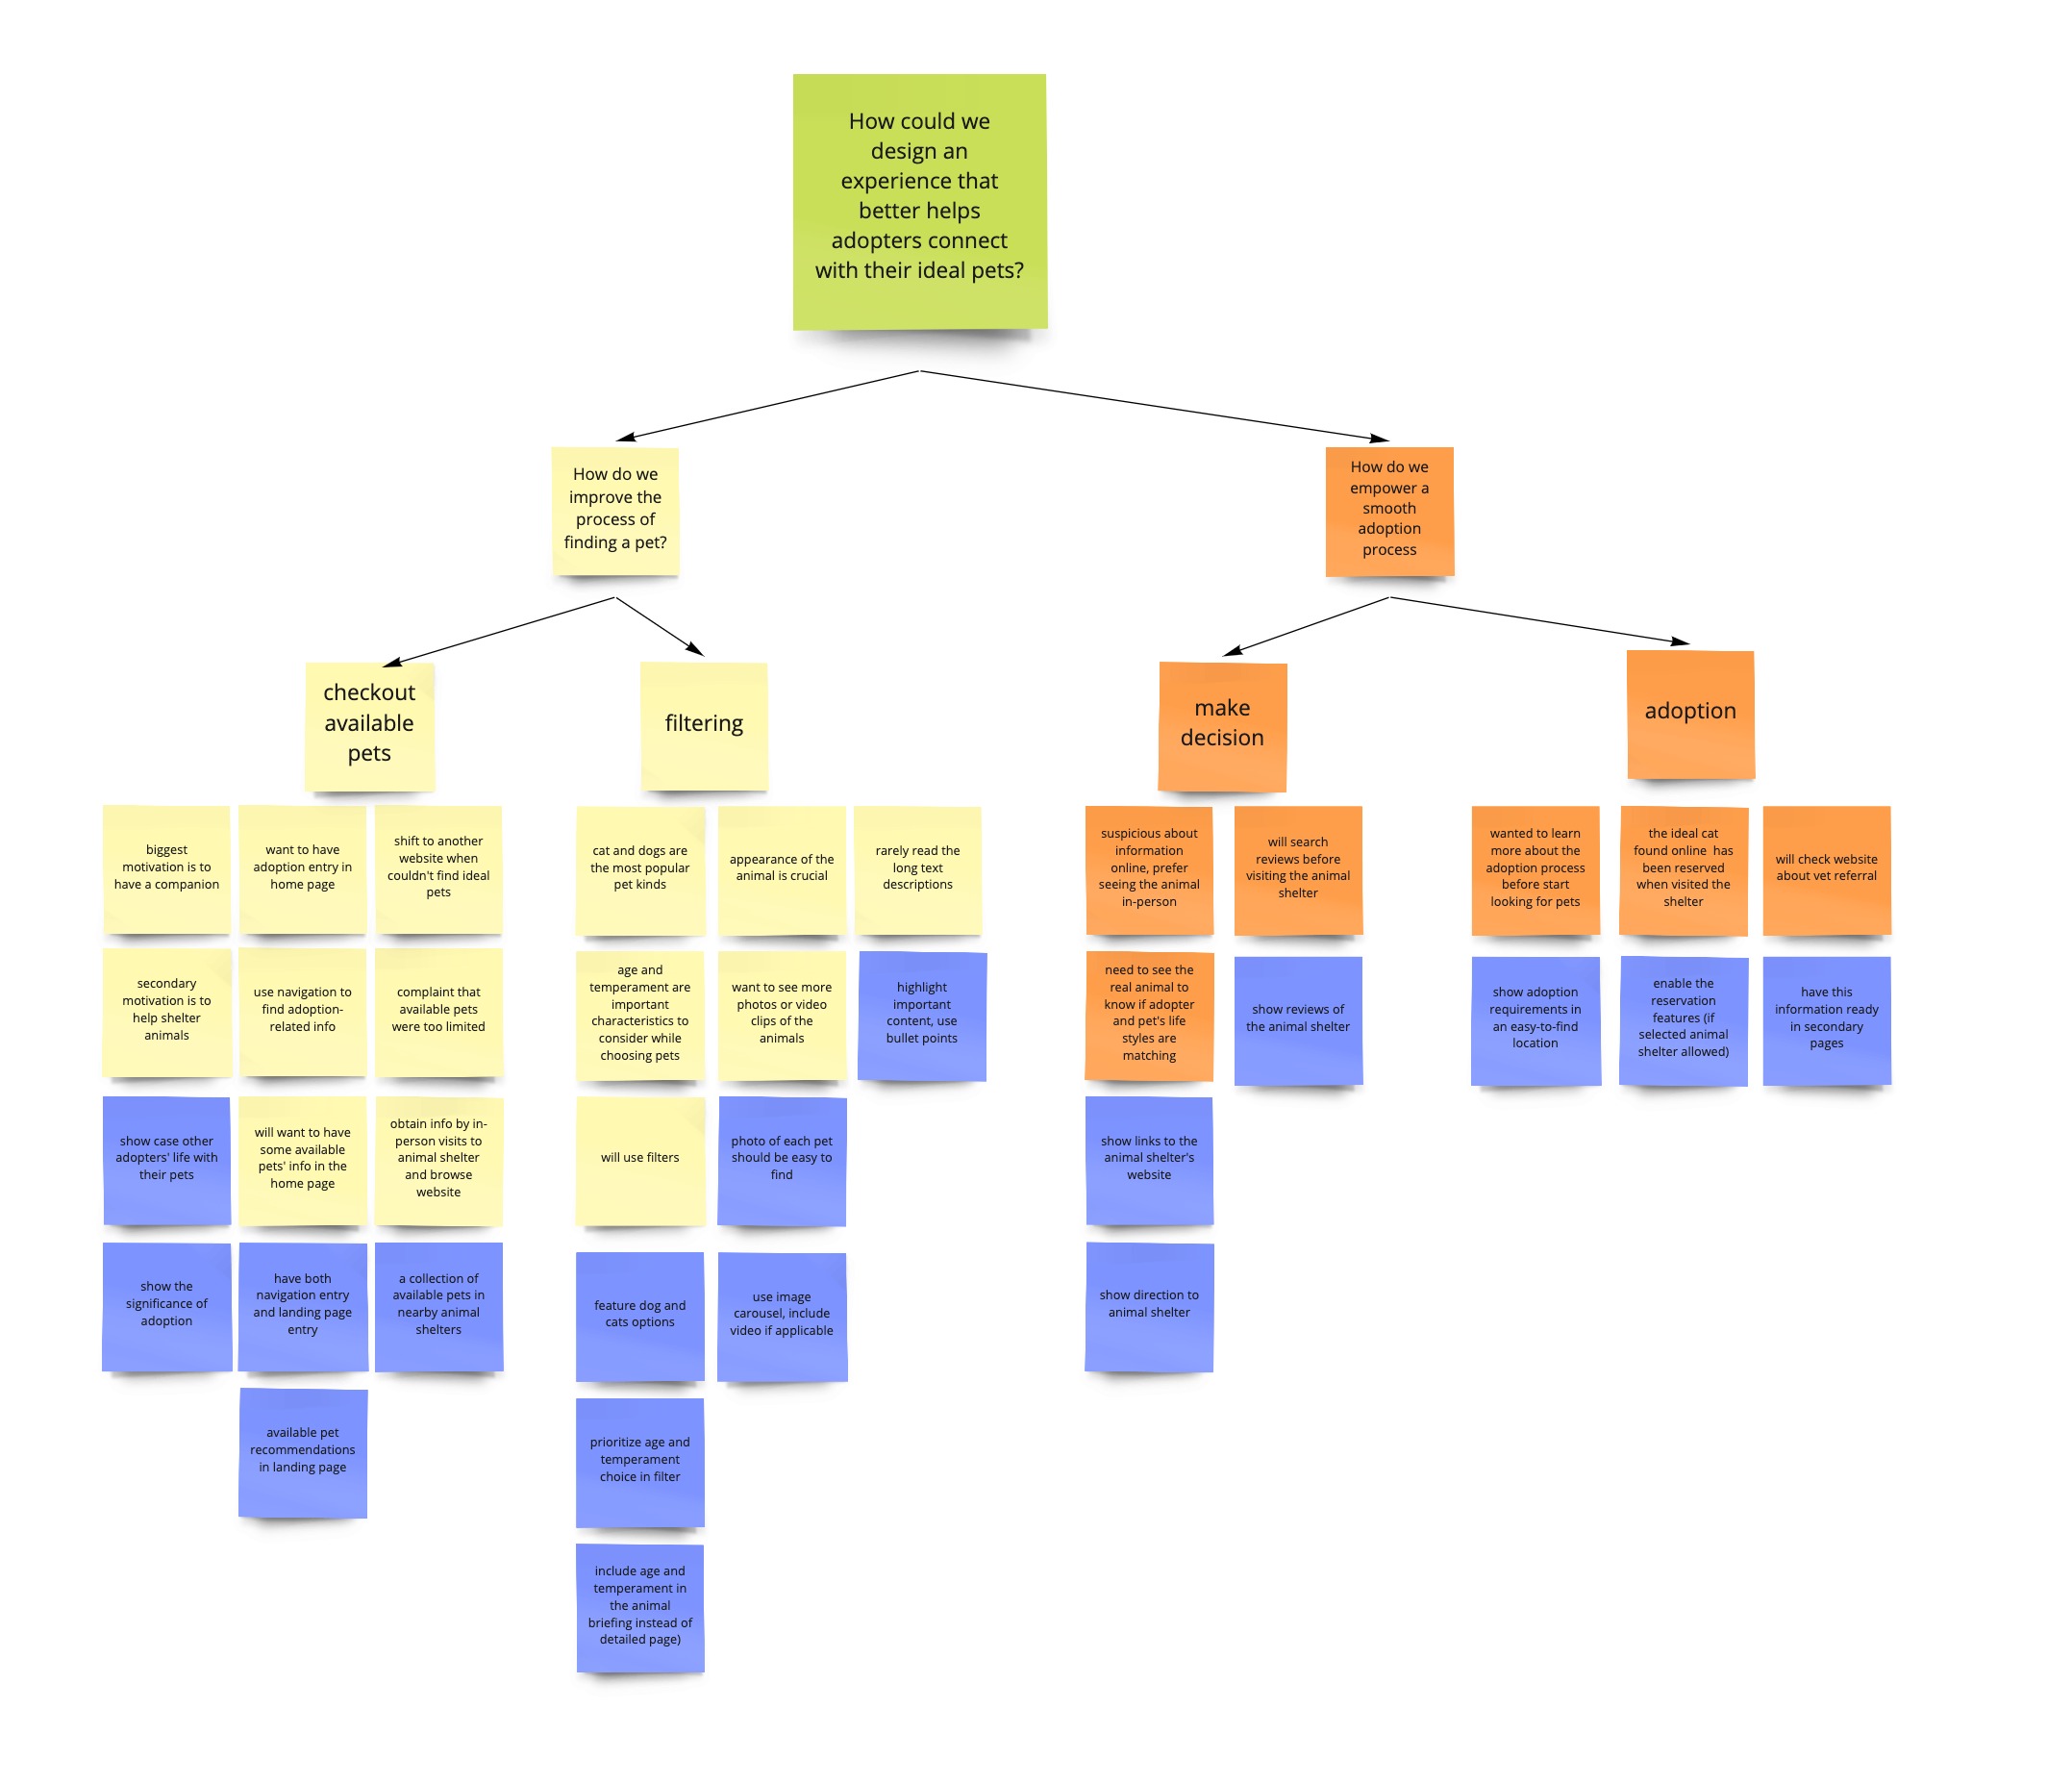 How could we
design an
experience that
better helps
adopters connect
with their ideal pets?
How do we
improve the
process of
finding a pet?
How do we
empower a
smooth
adoption
process
checkout
available
pets
filtering
make
decision
adoption
biggest
motivation is to
have a companion
want to have
adoption entry in
home page
shift to another
website when
couldn't find ideal
pets
cat and dogs are
the most popular
pet kinds
appearance of the
animal is crucial
rarely read the
long text
descriptions
suspicious about
information
online, prefer
seeing the animal
in-person
will search
reviews before
visiting the animal
shelter
wanted to learn
more about the
adoption process
before start
looking for pets
the ideal cat
found online has
been reserved
when visited the
shelter
will check website
about vet referral
secondary
motivation is to
help shelter
animals
use navigation to
find adoption-
related info
complaint that
available pets
were too limited
age and
temperament are
important
characteristics to
consider while
choosing pets
want to see more
photos or video
clips of the
animals
highlight
important
content, use
bullet points
need to see the
real animal to
know if adopter
and pet's life
styles are
matching
show reviews of
the animal shelter
show adoption
requirements in
an easy-to-find
location
enable the
reservation
features (if
selected animal
shelter allowed)
have this
information ready
in secondary
pages
show case other
adopters' life with
their pets
will want to have
some available
pets' info in the
home page
obtain info by in-
person visits to
animal shelter
and browse
website
will use filters
photo of each pet
should be easy to
find
show links to the
animal shelter's
website
show the
significance of
adoption
have both
navigation entry
and landing page
entry
a collection of
available pets in
nearby animal
shelters
feature dog and
cats options
use image
carousel, include
video if applicable
show direction to
animal shelter
available pet
recommendations
in landing page
prioritize age and
temperament
choice in filter
include age and
temperament in
the animal
briefing instead of
detailed page)